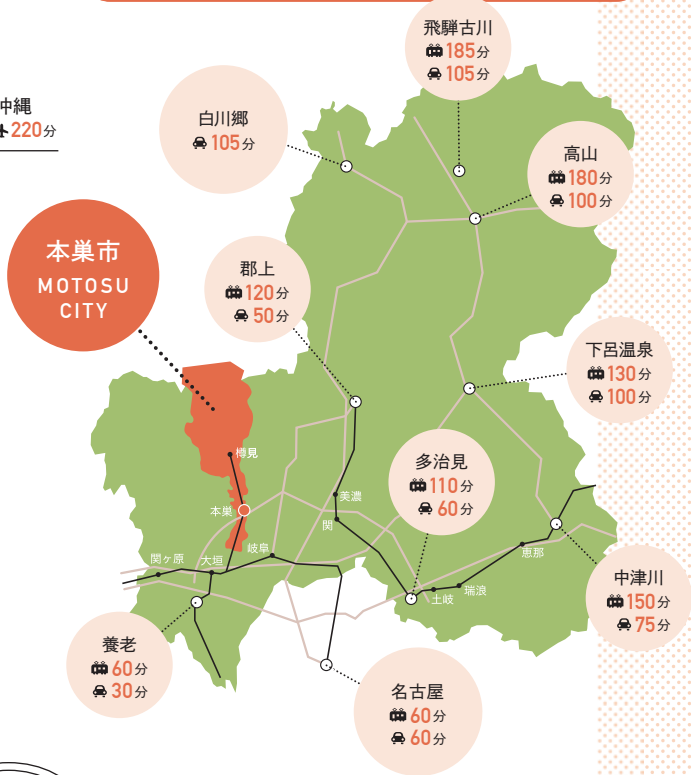 飛騨古川
185分
105分
沖縄
220分
白川郷
105分
高山
180分
100分
本巣市
MOTOSU
CITY
郡上
120分
50分
下呂温泉
130分
100分
樽見
多治見
110分
60分
美濃
本巣
関
岐阜
関ヶ原
大垣
恵那
中津川
150分
75分
土岐
瑞浪
養老
60分
30分
名古屋
60分
60分